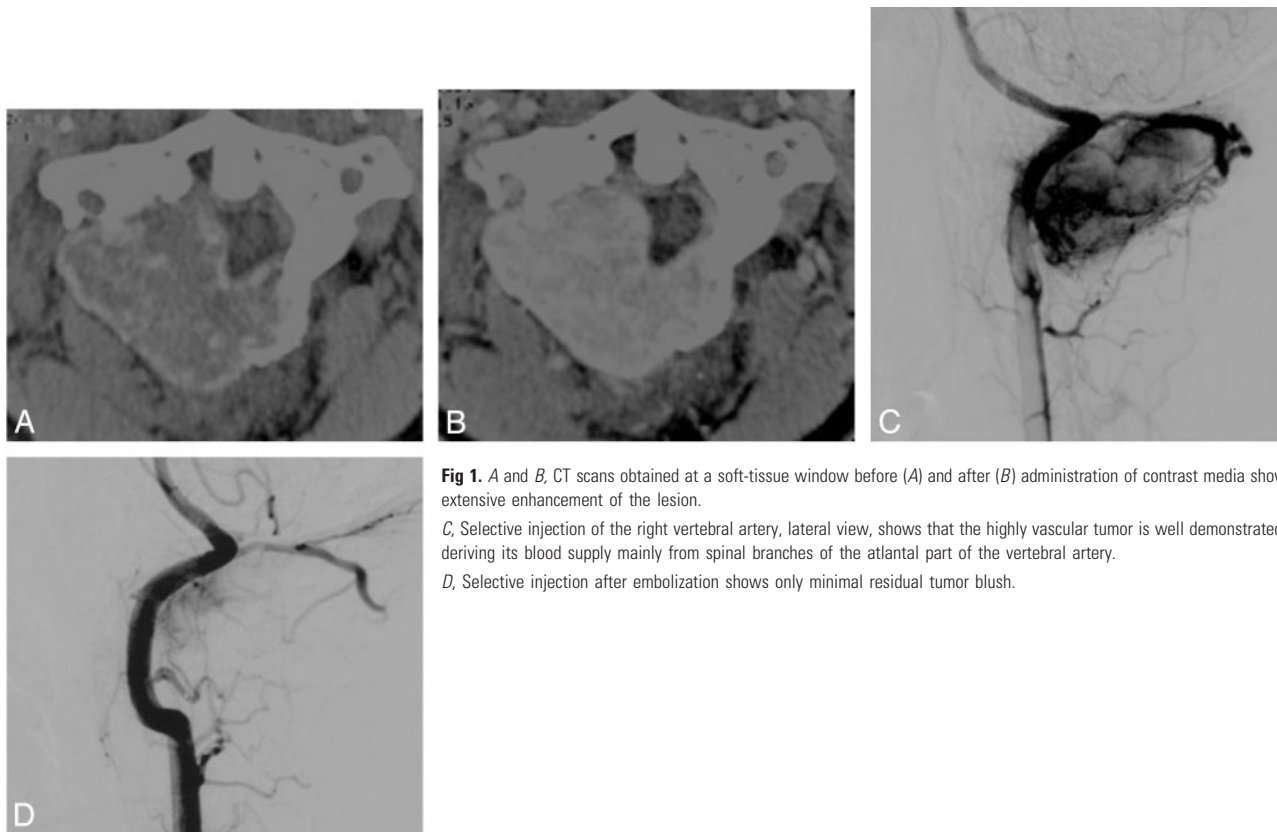 A
B
C
D
Fig 1. A and B, CT scans obtained at a soft-tissue window before (A) and after (B) administration of contrast media show
extensive enhancement of the lesion.
C, Selective injection of the right vertebral artery, lateral view, shows that the highly vascular tumor is well demonstrated
deriving its blood supply mainly from spinal branches of the atlantal part of the vertebral artery.
D, Selective injection after embolization shows only minimal residual tumor blush.